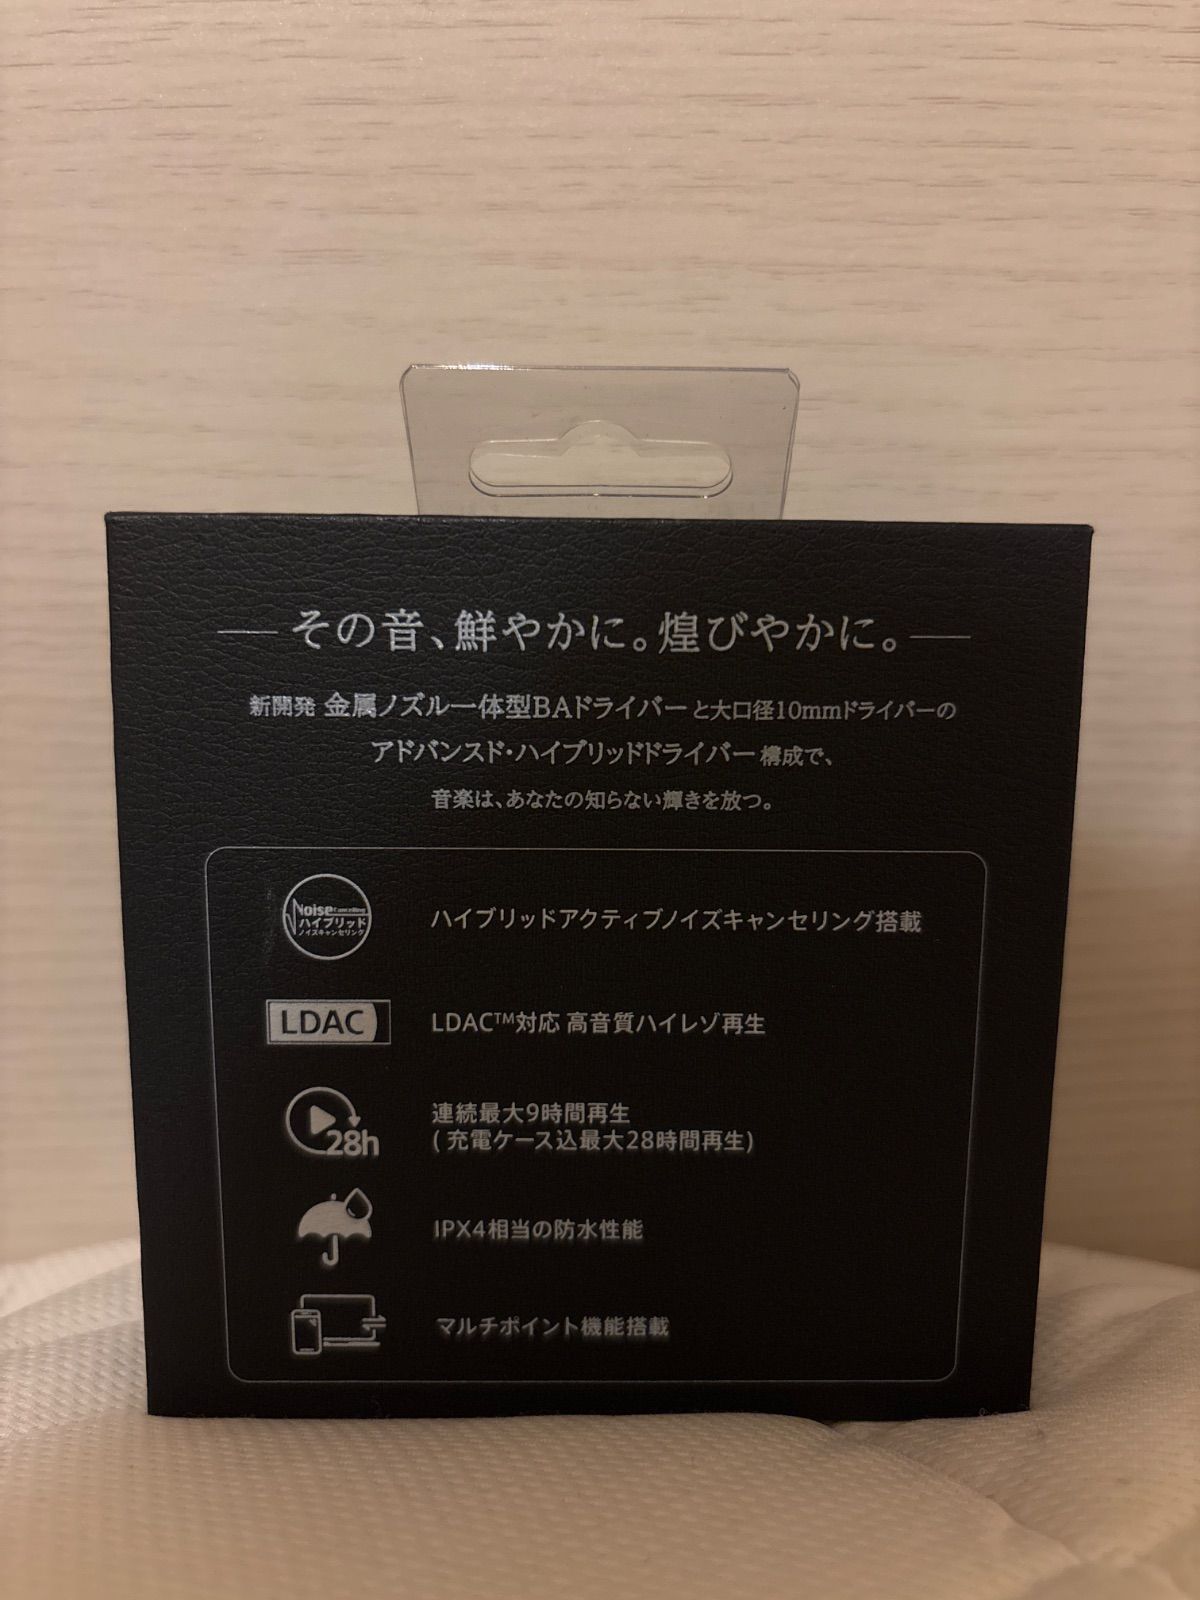 その音、鮮やかに。煌びやかに。
新開発 金属ノズル一体型BAドライバーと大口径10mmドライバーの
アドバンスド・ハイブリッドドライバー 構成で、
音楽は、あなたの知らない輝きを放つ。
Noise Cancelling
ハイブリッド
ノイズキャンセリング
ハイブリッドアクティブノイズキャンセリング搭載
LDAC
LDAC™対応 高音質ハイレゾ再生
28h
連続最大9時間再生
( 充電ケース込最大28時間再生)
IPX4相当の防水性能
マルチポイント機能搭載